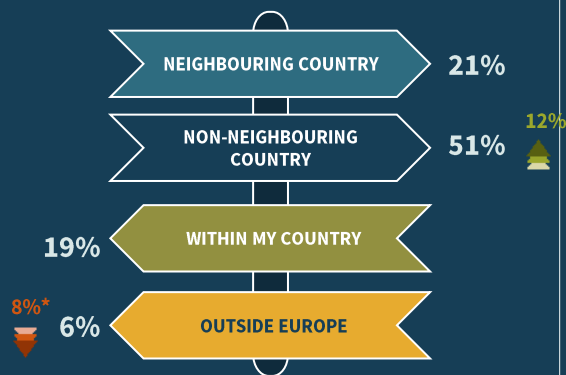 NEIGHBOURING COUNTRY 21%
12%
NON-NEIGHBOURING
COUNTRY
51%
WITHIN MY COUNTRY
19%
8%*
6%
OUTSIDE EUROPE